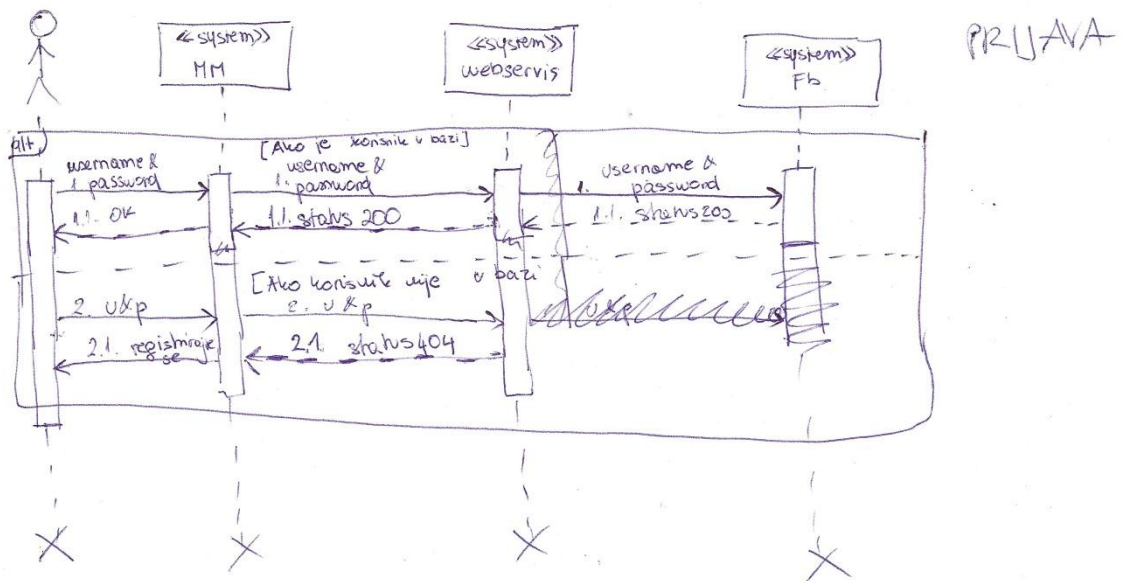 PRIJAVA
<<system>>
MM
<<system>>
webservis
<<system>>
Fb
alt
[Ako je korisnik u bazi]
username &
1. password
username &
1. password
username &
1. password
1.1. OK
1.1. status 200
1.1. status 200
[Ako korisnik nije u bazi
2. u&p
2. u&p
2.1. registriraj
se
2.1. status 404